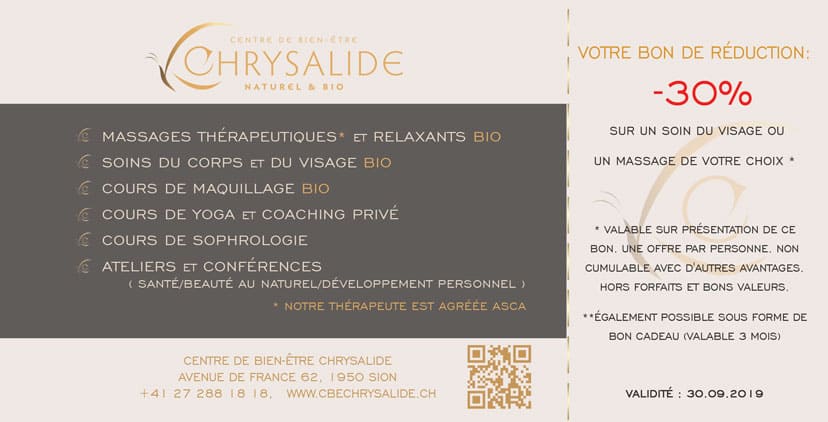 CENTRE DE BIEN-ÊTRE
CHRYSALIDE
NATUREL & BIO
MASSAGES THÉRAPEUTIQUES* ET RELAXANTS BIO
SOINS DU CORPS ET DU VISAGE BIO
COURS DE MAQUILLAGE BIO
COURS DE YOGA ET COACHING PRIVÉ
COURS DE SOPHROLOGIE
ATELIERS ET CONFÉRENCES
( SANTÉ/BEAUTÉ AU NATUREL/DÉVELOPPEMENT PERSONNEL )
* NOTRE THÉRAPEUTE EST AGRÉÉE ASCA
CENTRE DE BIEN-ÊTRE CHRYSALIDE
AVENUE DE FRANCE 62, 1950 SION
+41 27 288 18 18, WWW.CBECHRYSALIDE.CH
VOTRE BON DE RÉDUCTION:
-30%
SUR UN SOIN DU VISAGE OU
UN MASSAGE DE VOTRE CHOIX *
* VALABLE SUR PRÉSENTATION DE CE
BON. UNE OFFRE PAR PERSONNE, NON
CUMULABLE AVEC D'AUTRES AVANTAGES.
HORS FORFAITS ET BONS VALEURS.
**ÉGALEMENT POSSIBLE SOUS FORME DE
BON CADEAU (VALABLE 3 MOIS)
VALIDITÉ : 30.09.2019